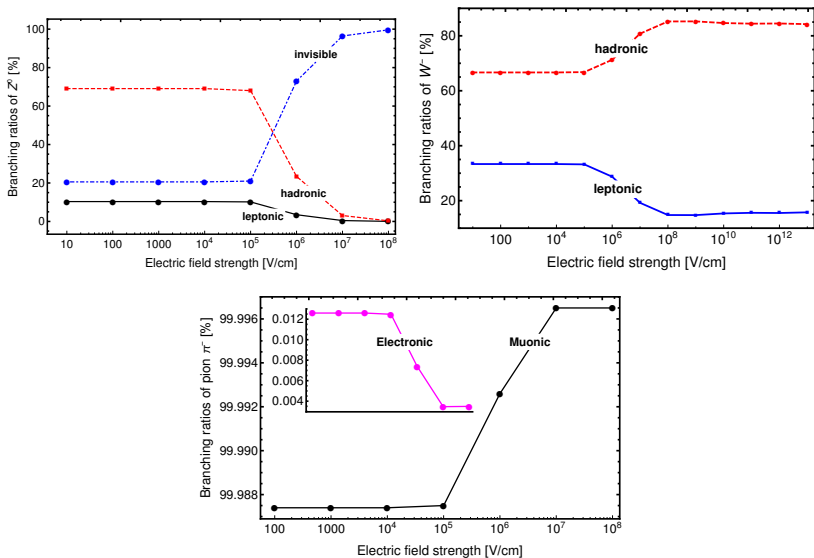 Branching ratios of Z⁰ [%]
100
80
60
40
20
0
invisible
hadronic
leptonic
10 100 1000 10⁴ 10⁵ 10⁶ 10⁷ 10⁸
Electric field strength [V/cm]
Branching ratios of W⁻ [%]
80
60
40
20
hadronic
leptonic
100 10⁴ 10⁶ 10⁸ 10¹⁰ 10¹²
Electric field strength [V/cm]
Branching ratios of pion π⁻ [%]
99.996
99.994
99.992
99.990
99.988
0.012
0.010
0.008
0.006
0.004
Electronic
Muonic
100 1000 10⁴ 10⁵ 10⁶ 10⁷ 10⁸
Electric field strength [V/cm]